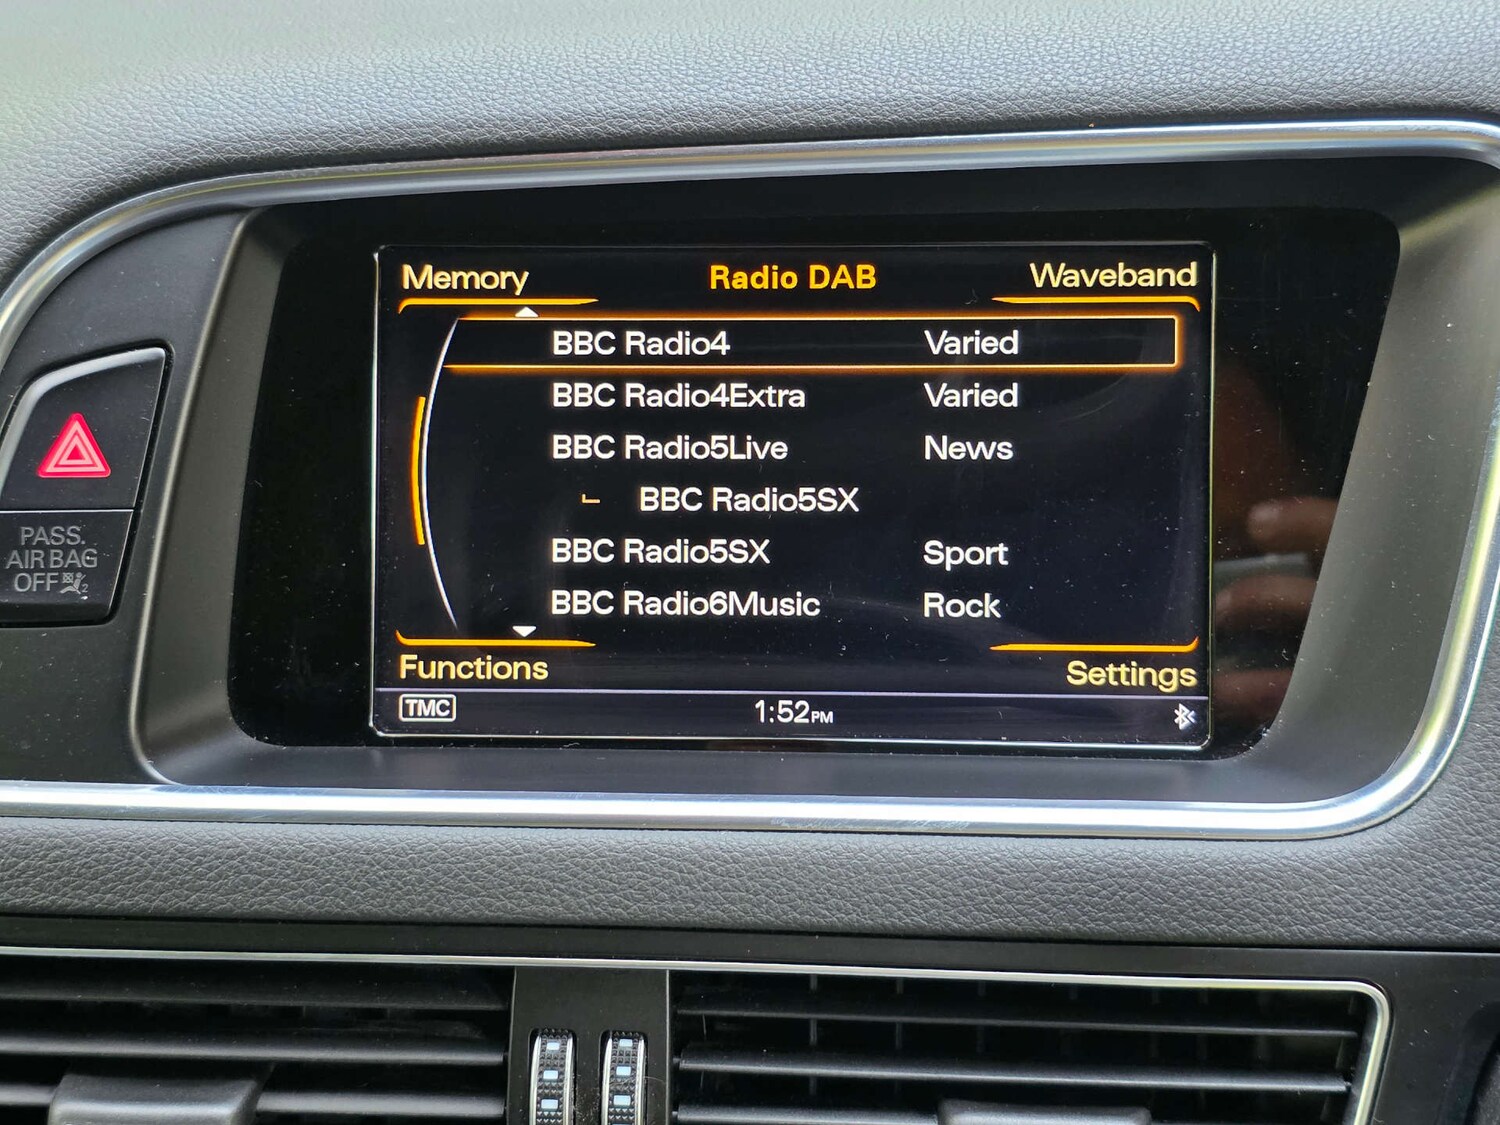 Memory Radio DAB Waveband
BBC Radio4 Varied
BBC Radio4Extra Varied
BBC Radio5Live News
BBC Radio5SX
BBC Radio5SX Sport
BBC Radio6Music Rock
Functions Settings
TMC 1:52PM
PASS.
AIR BAG
OFF